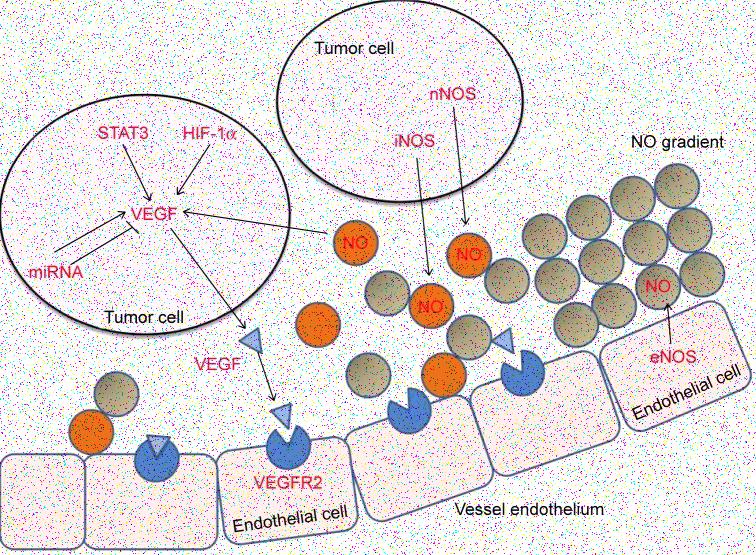 Tumor cell
nNOS
iNOS
NO gradient
STAT3
HIF-1α
VEGF
miRNA
Tumor cell
NO
NO
NO
NO
eNOS
VEGF
VEGFR2
Endothelial cell
Endothelial cell
Vessel endothelium